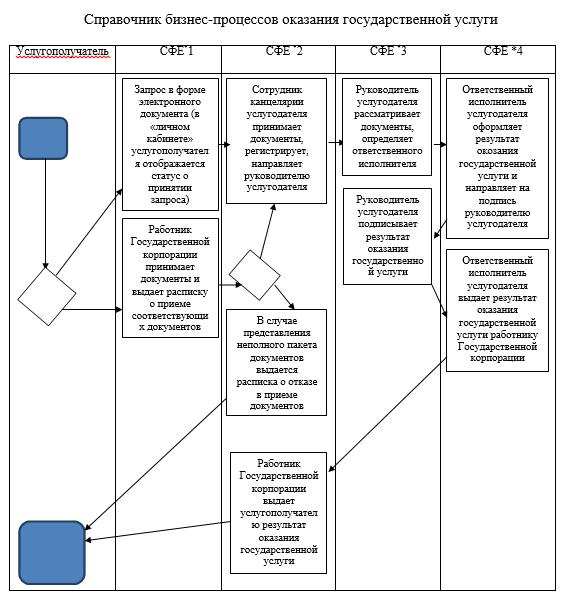 Справочник бизнес-процессов оказания государственной услуги
Услугополучатель
СФЕ*1
СФЕ *2
СФЕ *3
СФЕ *4
Запрос в форме
электронного
документа (в
«личном
кабинете»
услугополучател
я отображается
статус о
принятии
запроса)
Сотрудник
канцелярии
услугодателя
принимает
документы,
регистрирует,
направляет
руководителю
услугодателя
Руководитель
услугодателя
рассматривает
документы,
определяет
ответственного
исполнителя
Ответственный
исполнитель
услугодателя
оформляет
результат
оказания
государственной
услуги и
направляет на
подпись
руководителю
услугодателя
Работник
Государственной
корпорации
принимает
документы и
выдает расписку
о приеме
соответствующи
х документов
Руководитель
услугодателя
подписывает
результат
оказания
государственно
й услуги
Ответственный
исполнитель
услугодателя
выдает результат
оказания
государственной
услуги работнику
Государственной
корпорации
В случае
представления
неполного пакета
документов
выдается
расписка о отказе
в приеме
документов
Работник
Государственной
корпорации
выдает
услугополучател
ю результат
оказания
государственной
услуги